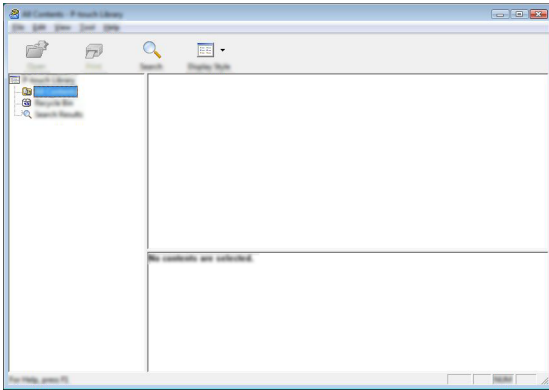 All Contents - P-touch Library
File Edit View Tool Help
Open Print Search Display Style
P-touch Library
All Contents
Recycle Bin
Search Results
No contents are selected.
For Help, press F1
NUM